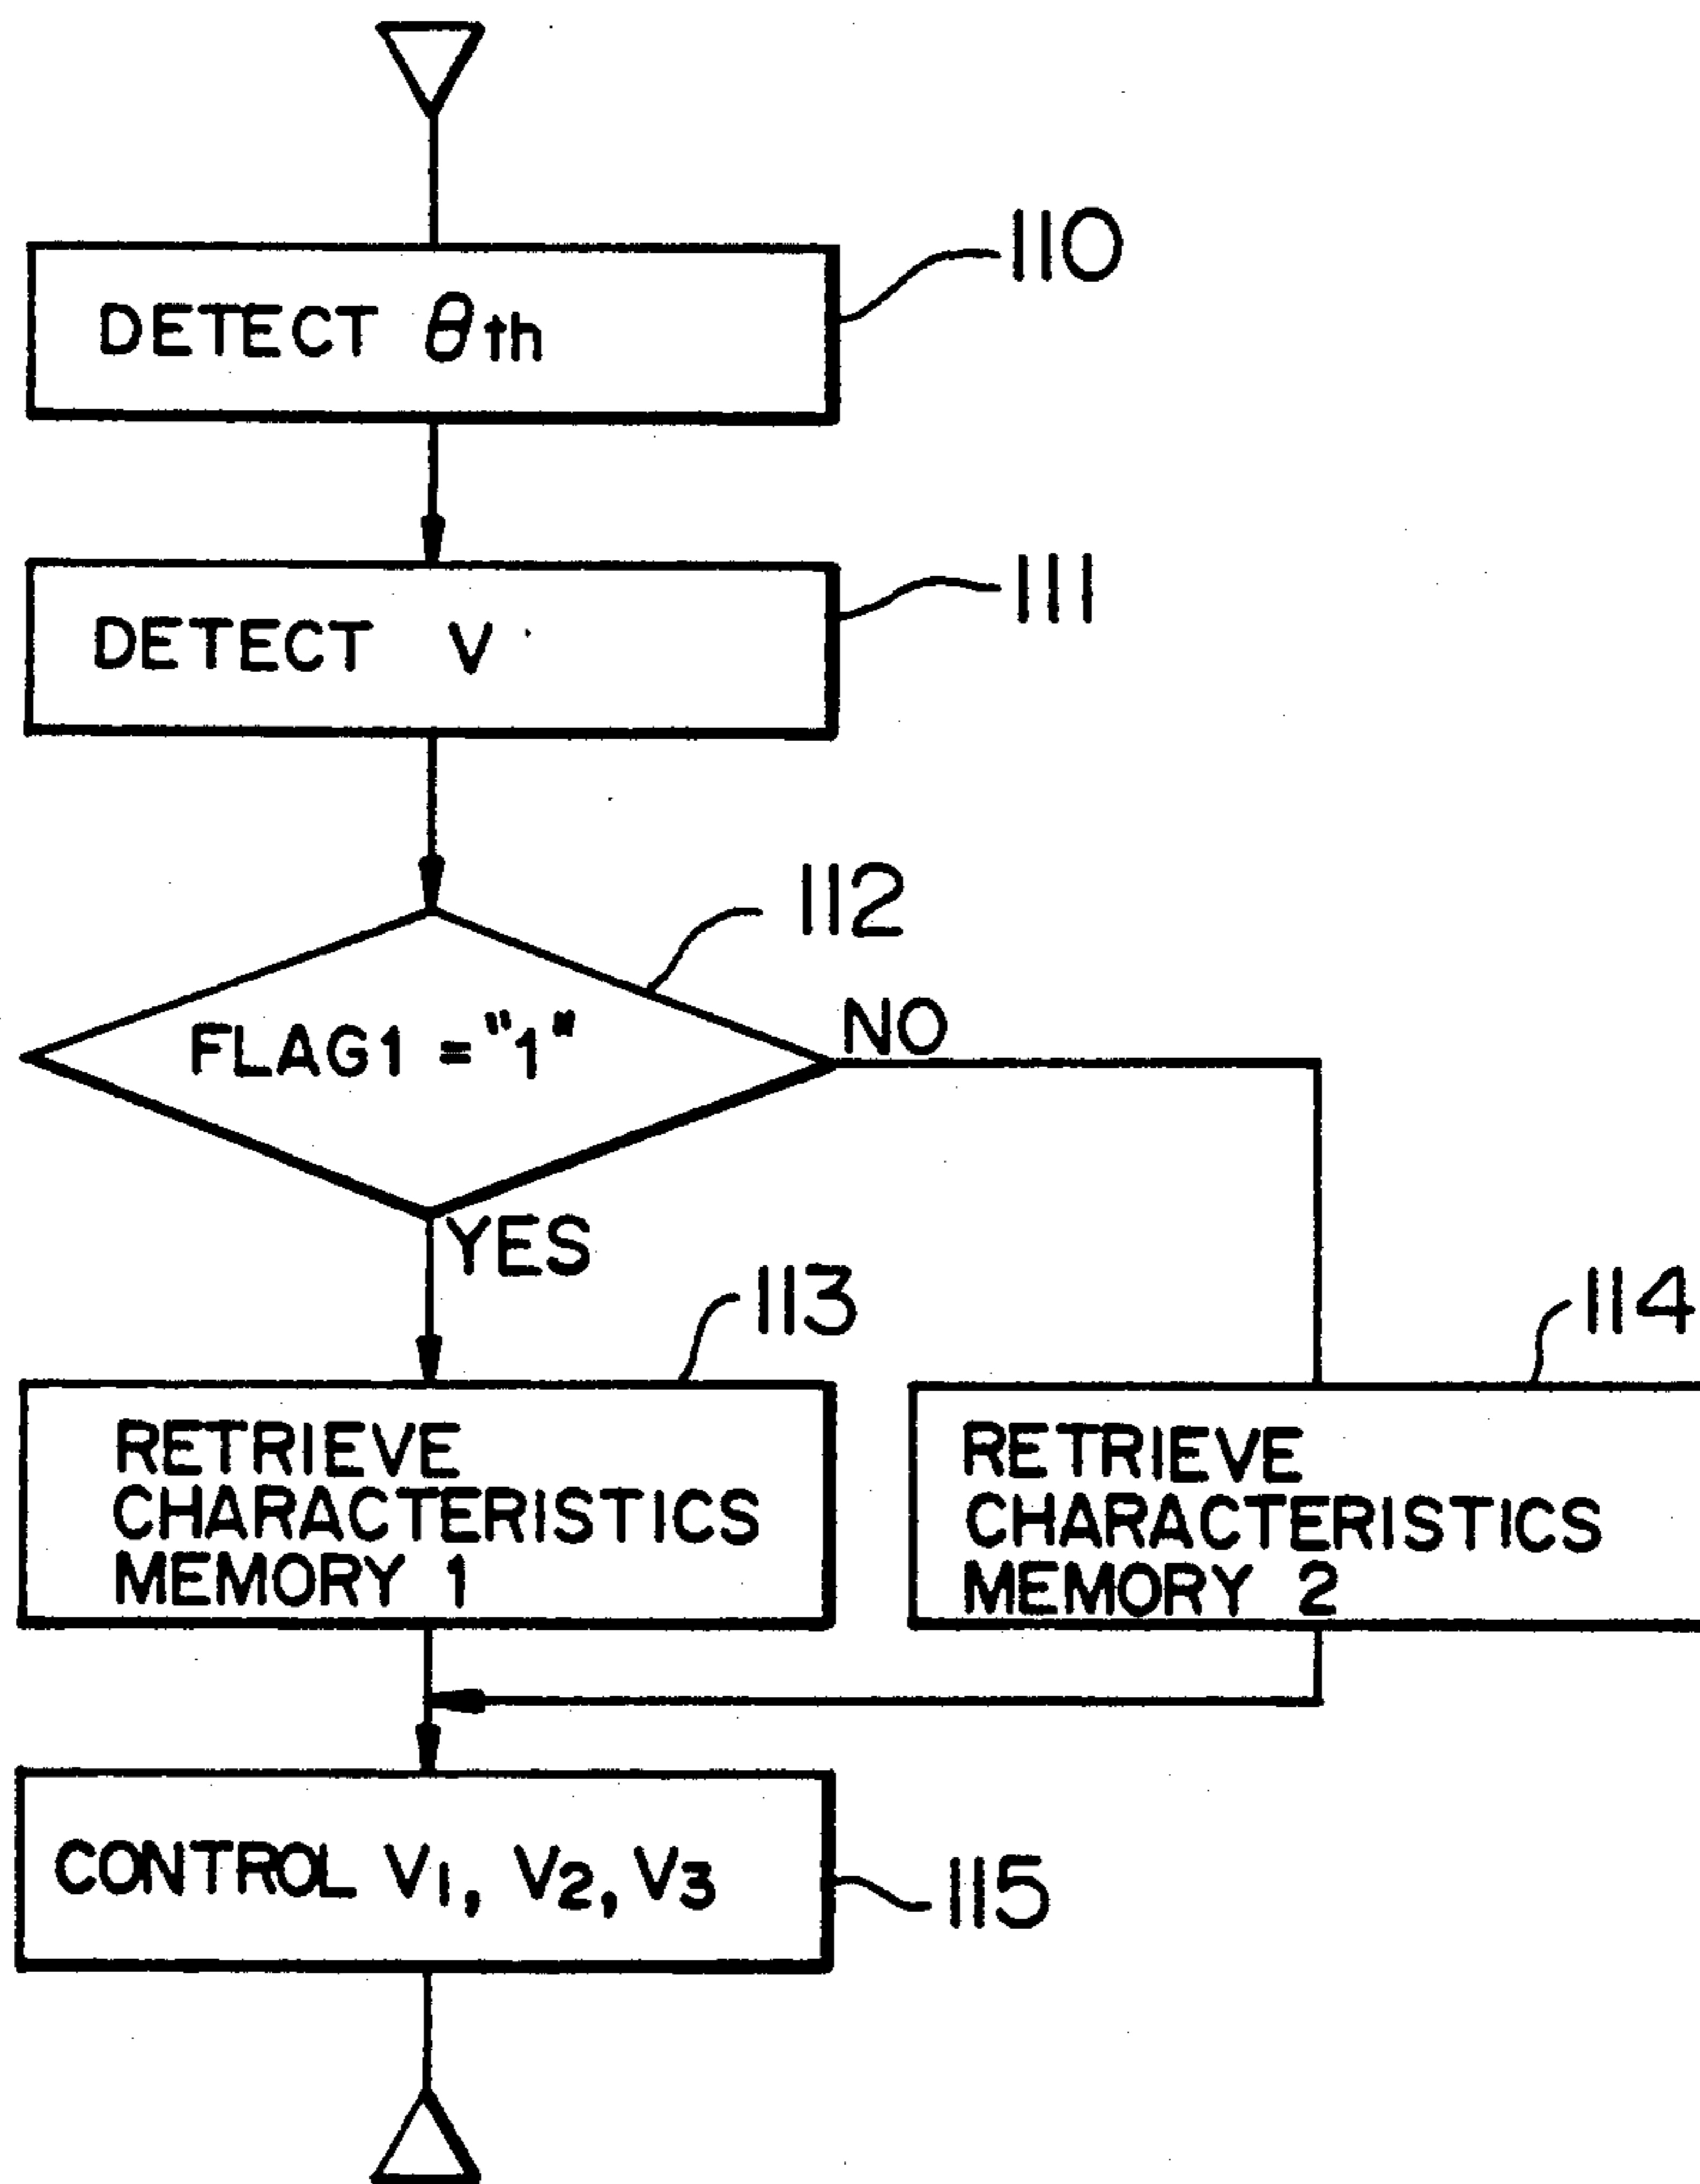 110
DETECT θth
111
DETECT V
112
FLAG1 = "1"
NO
YES
113
114
RETRIEVE
CHARACTERISTICS
MEMORY 1
RETRIEVE
CHARACTERISTICS
MEMORY 2
CONTROL V1, V2, V3
115